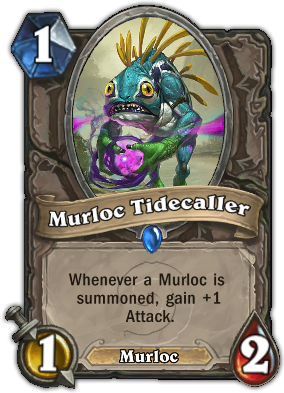 1
Murloc Tidecaller
Whenever a Murloc is
summoned, gain +1
Attack.
1
Murloc
2